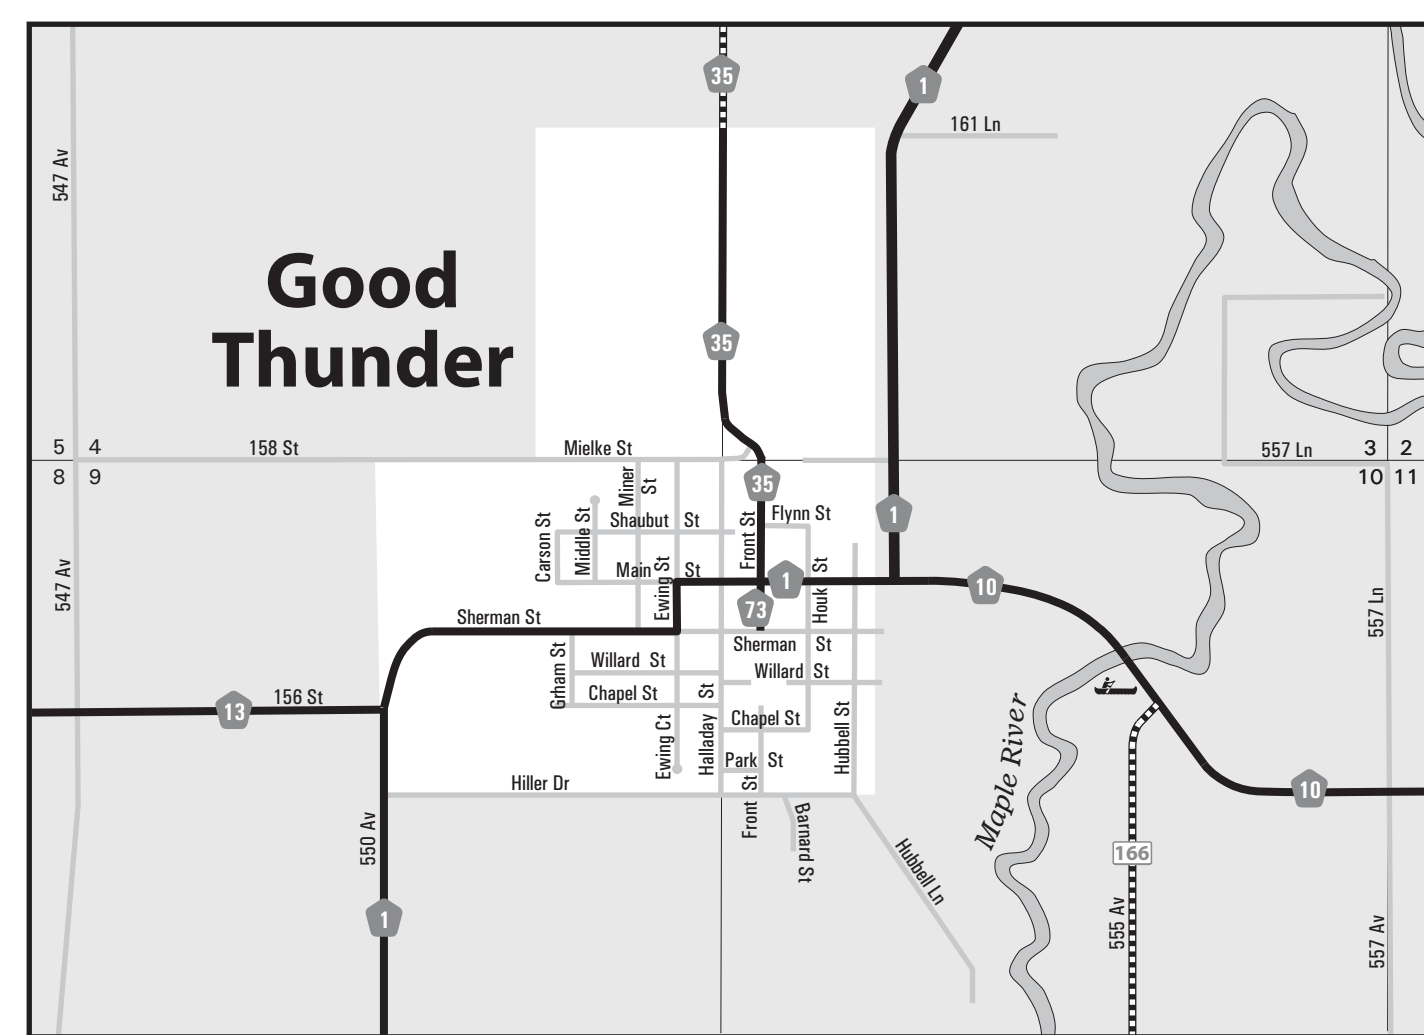 35
1
161 Ln
547 Av
Good
Thunder
35
5 4
158 St
Mielke St
557 Ln
3 2
8 9
10 11
Miner St
35
Flynn St
1
Shaubut St
Carson St
Middle St
Front St
Main St
Ewing St
1
10
547 Av
73
Houk St
557 Ln
Sherman St
Sherman St
Grham St
Willard St
Willard St
13
156 St
Chapel St
Chapel St
Halladay St
Ewing Ct
Hubbell St
Park St
Maple River
Hiller Dr
Front St
10
Barnard St
550 Av
Hubbell Ln
166
1
555 Av
557 Av